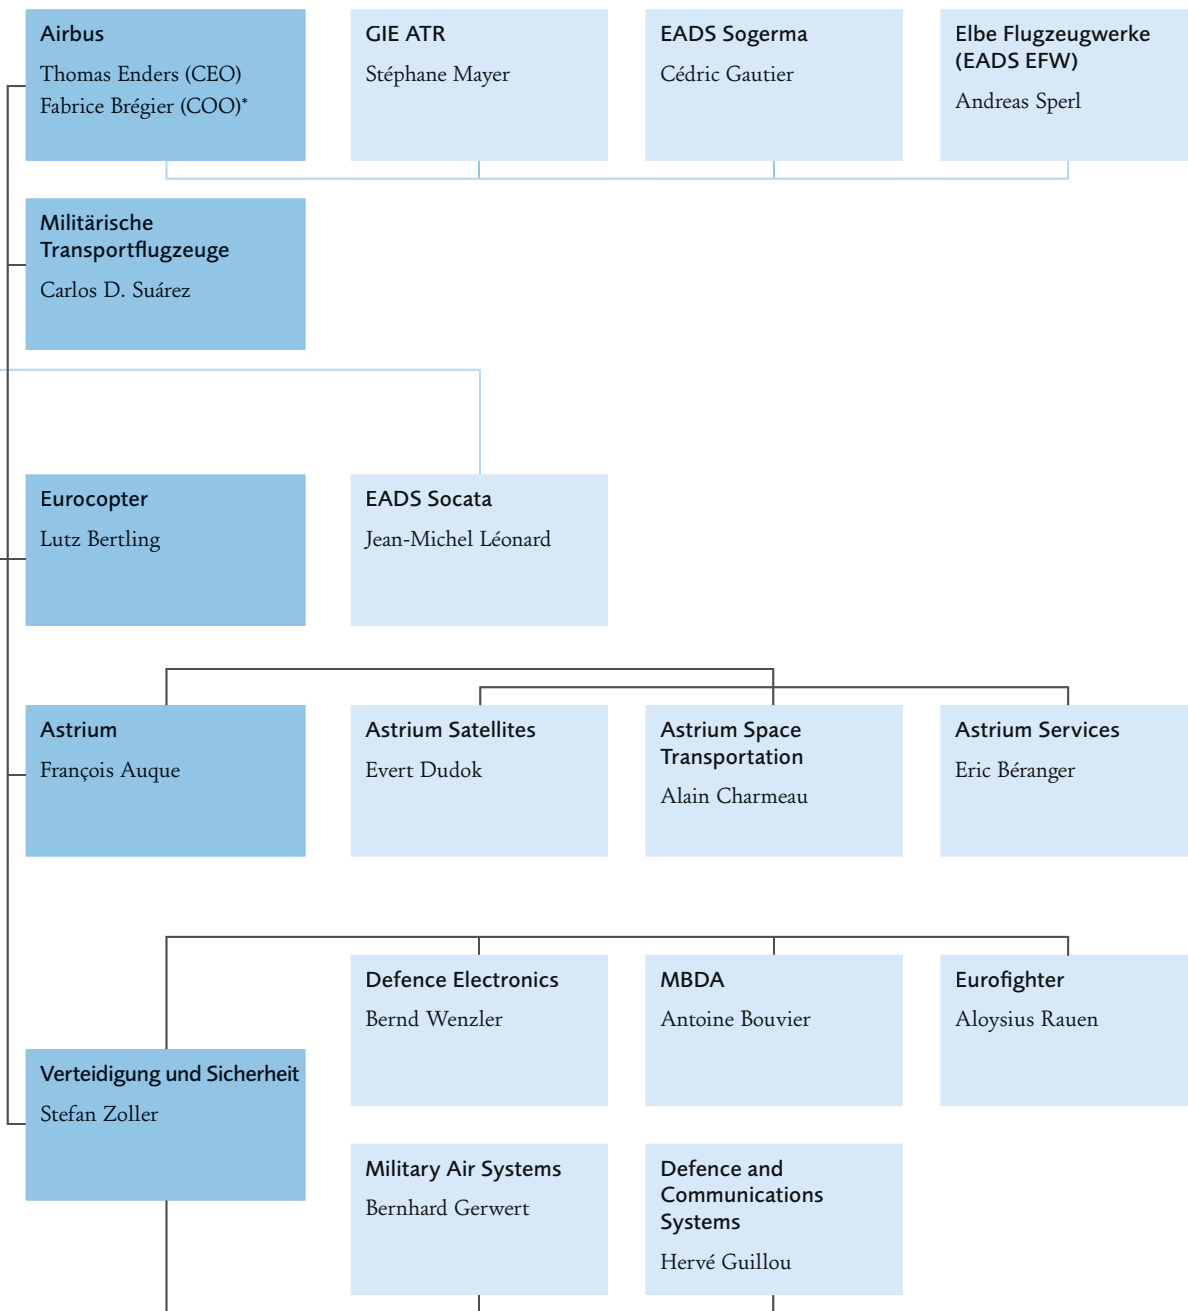 Airbus
Thomas Enders (CEO)
Fabrice Brégier (COO)*
GIE ATR
Stéphane Mayer
EADS Sogerma
Cédric Gautier
Elbe Flugzeugwerke
(EADS EFW)
Andreas Sperl
Militärische
Transportflugzeuge
Carlos D. Suárez
Eurocopter
Lutz Bertling
EADS Socata
Jean-Michel Léonard
Astrium
François Auque
Astrium Satellites
Evert Dudok
Astrium Space
Transportation
Alain Charmeau
Astrium Services
Eric Béranger
Defence Electronics
Bernd Wenzler
MBDA
Antoine Bouvier
Eurofighter
Aloysius Rauen
Verteidigung und Sicherheit
Stefan Zoller
Military Air Systems
Bernhard Gerwert
Defence and
Communications
Systems
Hervé Guillou